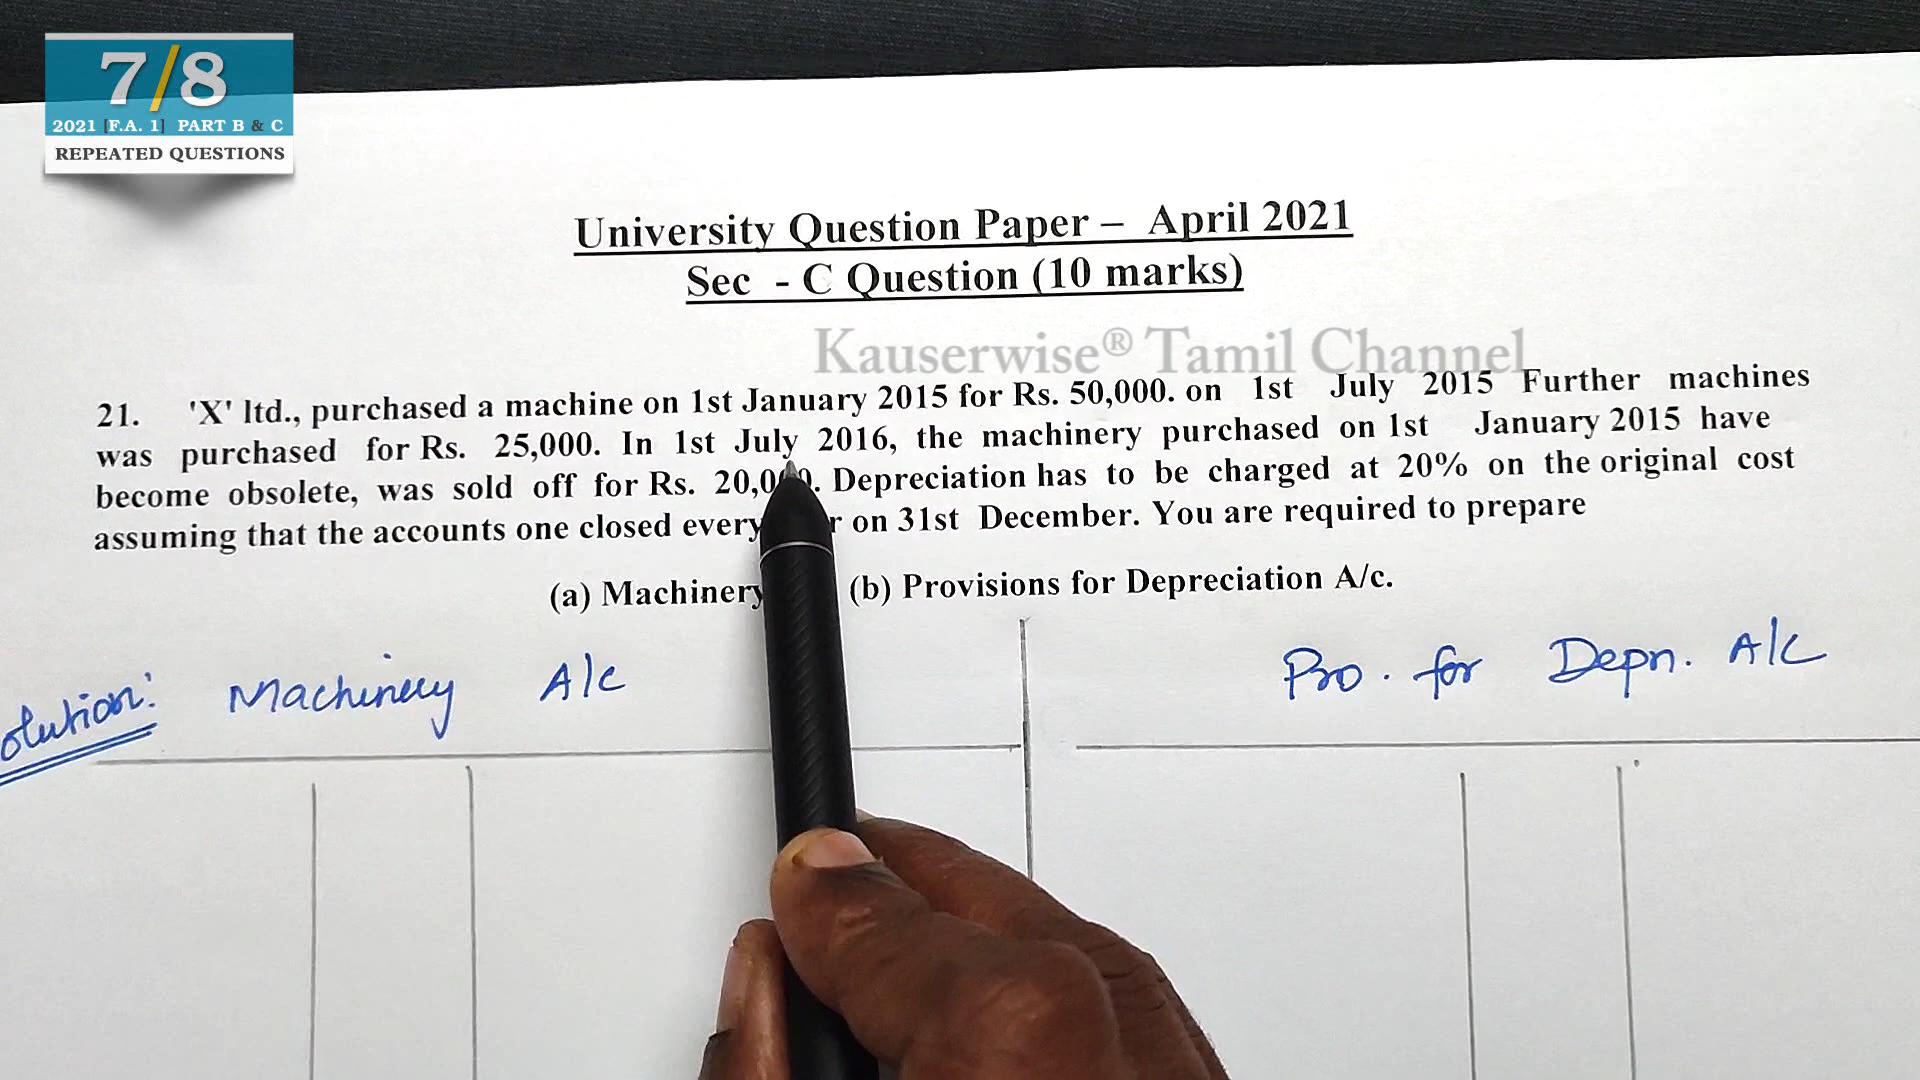 7/8
2021 [F.A. 1] PART B & C
REPEATED QUESTIONS
University Question Paper – April 2021
Sec - C Question (10 marks)
Kauserwise® Tamil Channel
21. 'X' ltd., purchased a machine on 1st January 2015 for Rs. 50,000. on 1st July 2015 Further machines
was purchased for Rs. 25,000. In 1st July 2016, the machinery purchased on 1st January 2015 have
become obsolete, was sold off for Rs. 20,000. Depreciation has to be charged at 20% on the original cost
assuming that the accounts one closed every on 31st December. You are required to prepare
(a) Machinery (b) Provisions for Depreciation A/c.
olution: Machinery A/c Pro. for Depn. A/c